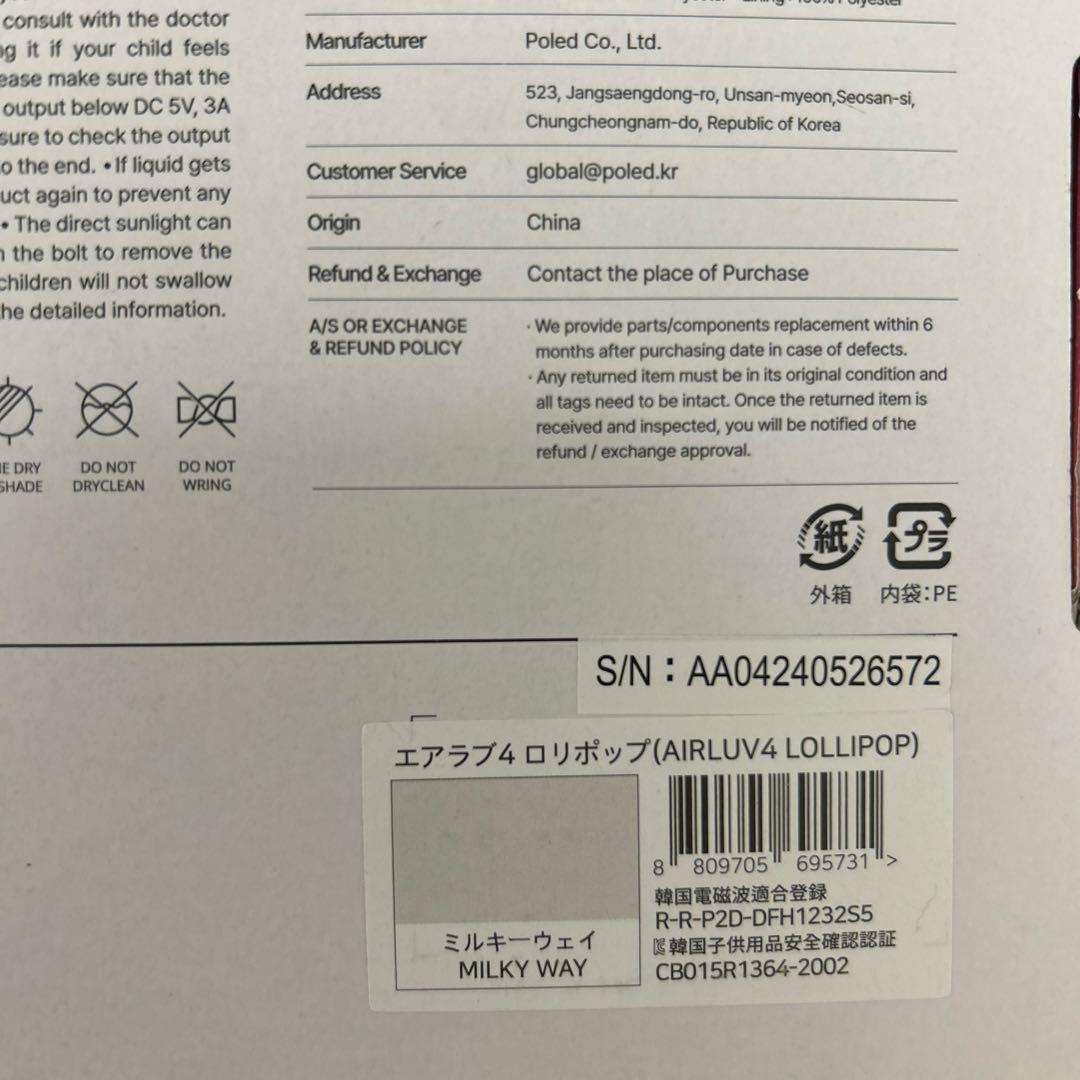 consult with the doctor
it if your child feels
make sure that the
output below DC 5V, 3A
sure to check the output
the end. • If liquid gets
again to prevent any
• The direct sunlight can
the bolt to remove the
children will not swallow
the detailed information.
DRY
SHADE
DO NOT
DRYCLEAN
DO NOT
WRING
Manufacturer Poled Co., Ltd.
Address 523, Jangsaengdong-ro, Unsan-myeon,Seosan-si,
Chungcheongnam-do, Republic of Korea
Customer Service global@poled.kr
Origin China
Refund & Exchange Contact the place of Purchase
A/S OR EXCHANGE
& REFUND POLICY
· We provide parts/components replacement within 6
months after purchasing date in case of defects.
· Any returned item must be in its original condition and
all tags need to be intact. Once the returned item is
received and inspected, you will be notified of the
refund / exchange approval.
紙 プラ
外箱 内袋:PE
S/N : AA04240526572
エアラブ4 ロリポップ(AIRLUV4 LOLLIPOP)
8 809705 695731 >
韓国電磁波適合登録
R-R-P2D-DFH1232S5
韓国子供用品安全確認認証
CB015R1364-2002
ミルキーウェイ
MILKY WAY